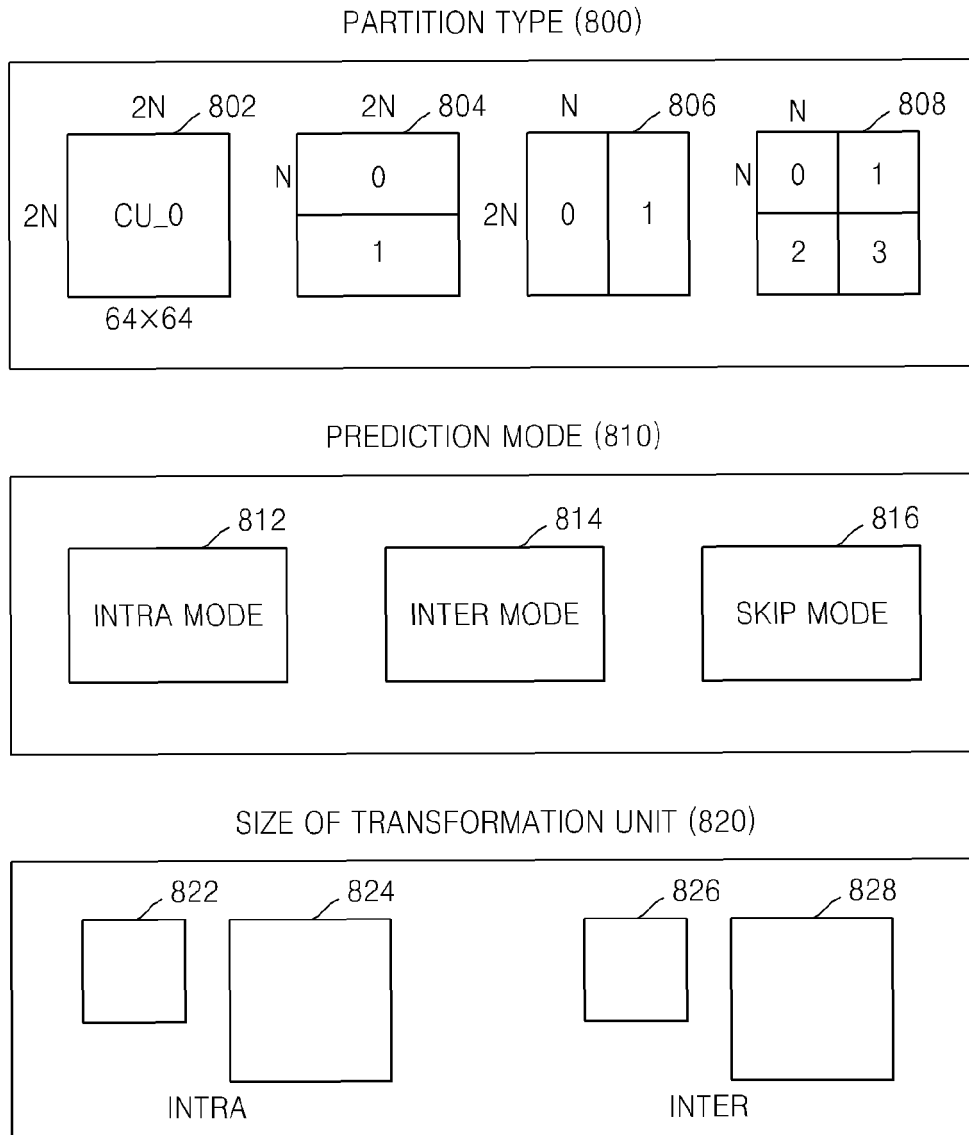 PARTITION TYPE (800)
2N 802 2N 804 N 806 N 808
2N CU_0 N 0 1 2N 0 1 N 0 1 2 3
64×64
PREDICTION MODE (810)
812 814 816
INTRA MODE INTER MODE SKIP MODE
SIZE OF TRANSFORMATION UNIT (820)
822 824 826 828
INTRA INTER